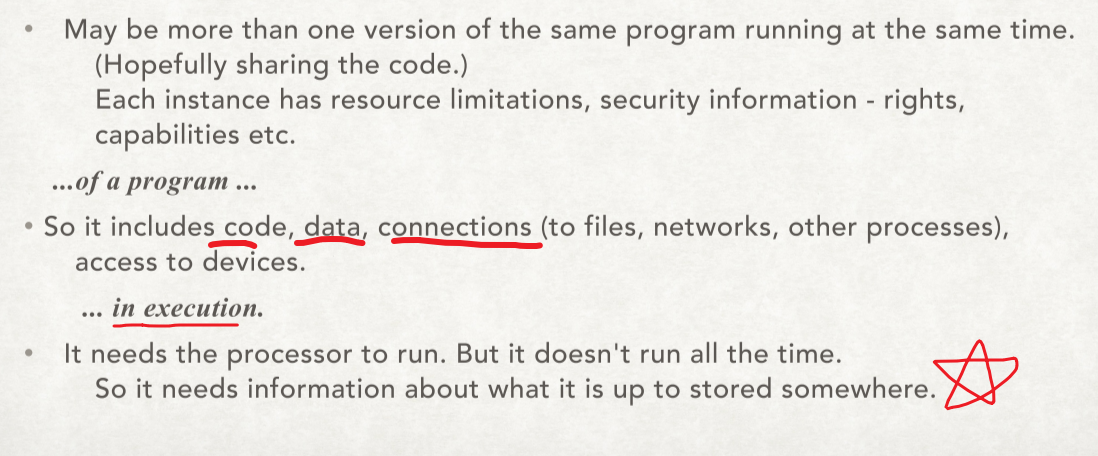 • May be more than one version of the same program running at the same time.
(Hopefully sharing the code.)
Each instance has resource limitations, security information - rights,
capabilities etc.
...of a program ...
• So it includes code, data, connections (to files, networks, other processes),
access to devices.
... in execution.
• It needs the processor to run. But it doesn't run all the time.
So it needs information about what it is up to stored somewhere.